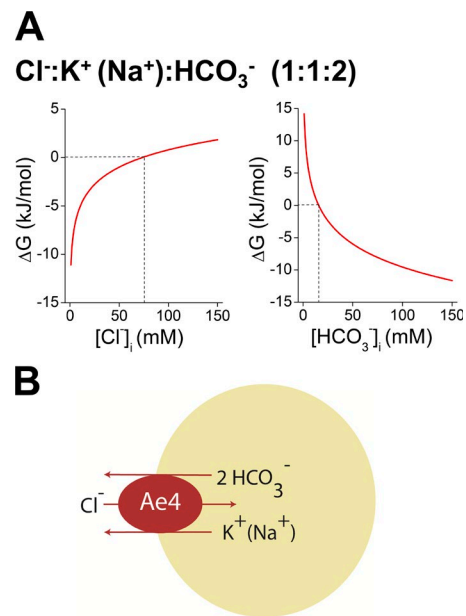 A
Cl⁻:K⁺ (Na⁺):HCO₃⁻ (1:1:2)
5
0
-5
-10
-15
ΔG (kJ/mol)
0 50 100 150
[Cl⁻]ᵢ (mM)
15
10
5
0
-5
-10
-15
ΔG (kJ/mol)
0 50 100 150
[HCO₃⁻]ᵢ (mM)
B
2 HCO₃⁻
Cl⁻ Ae4
K⁺(Na⁺)